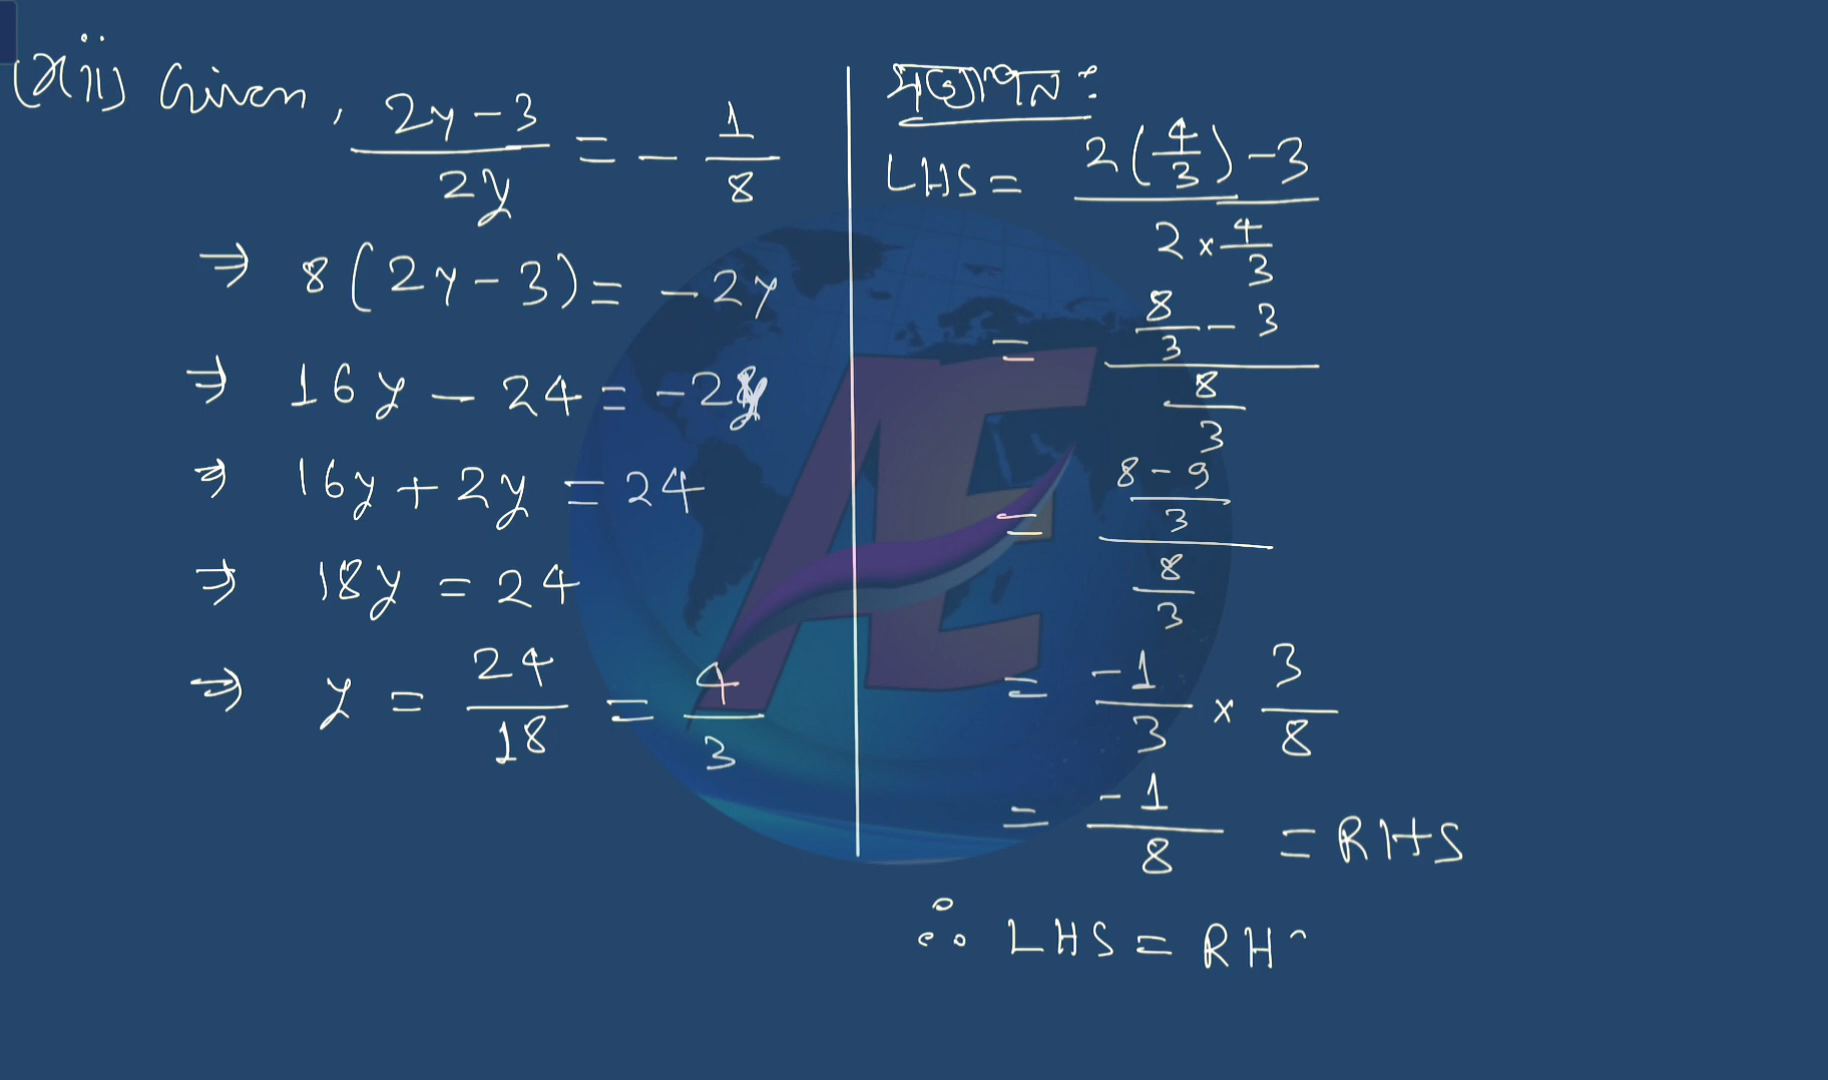 (xii) Given, (2y-3)/2y = - 1/8
⇒ 8(2y-3) = -2y
⇒ 16y - 24 = -2y
⇒ 16y + 2y = 24
⇒ 18y = 24
⇒ y = 24/18 = 4/3
সত্যাপন :
LHS = (2(4/3) - 3)/(2 × 4/3)
= (8/3 - 3)/(8/3)
= ((8-9)/3)/(8/3)
= -1/3 × 3/8
= -1/8 = RHS
∴ LHS = RH
AE